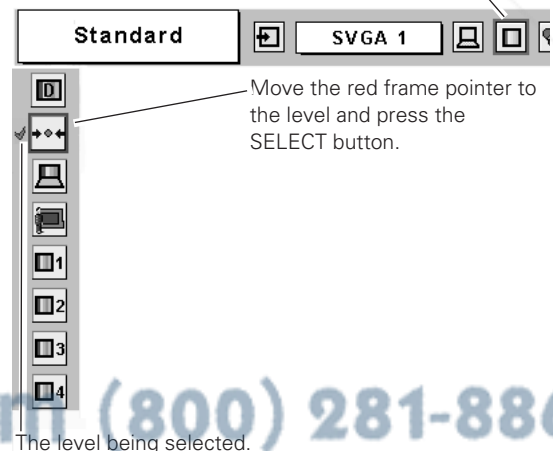 Standard
SVGA 1
D
Move the red frame pointer to
the level and press the
SELECT button.
1
2
3
4
m (800) 281-886
The level being selected.